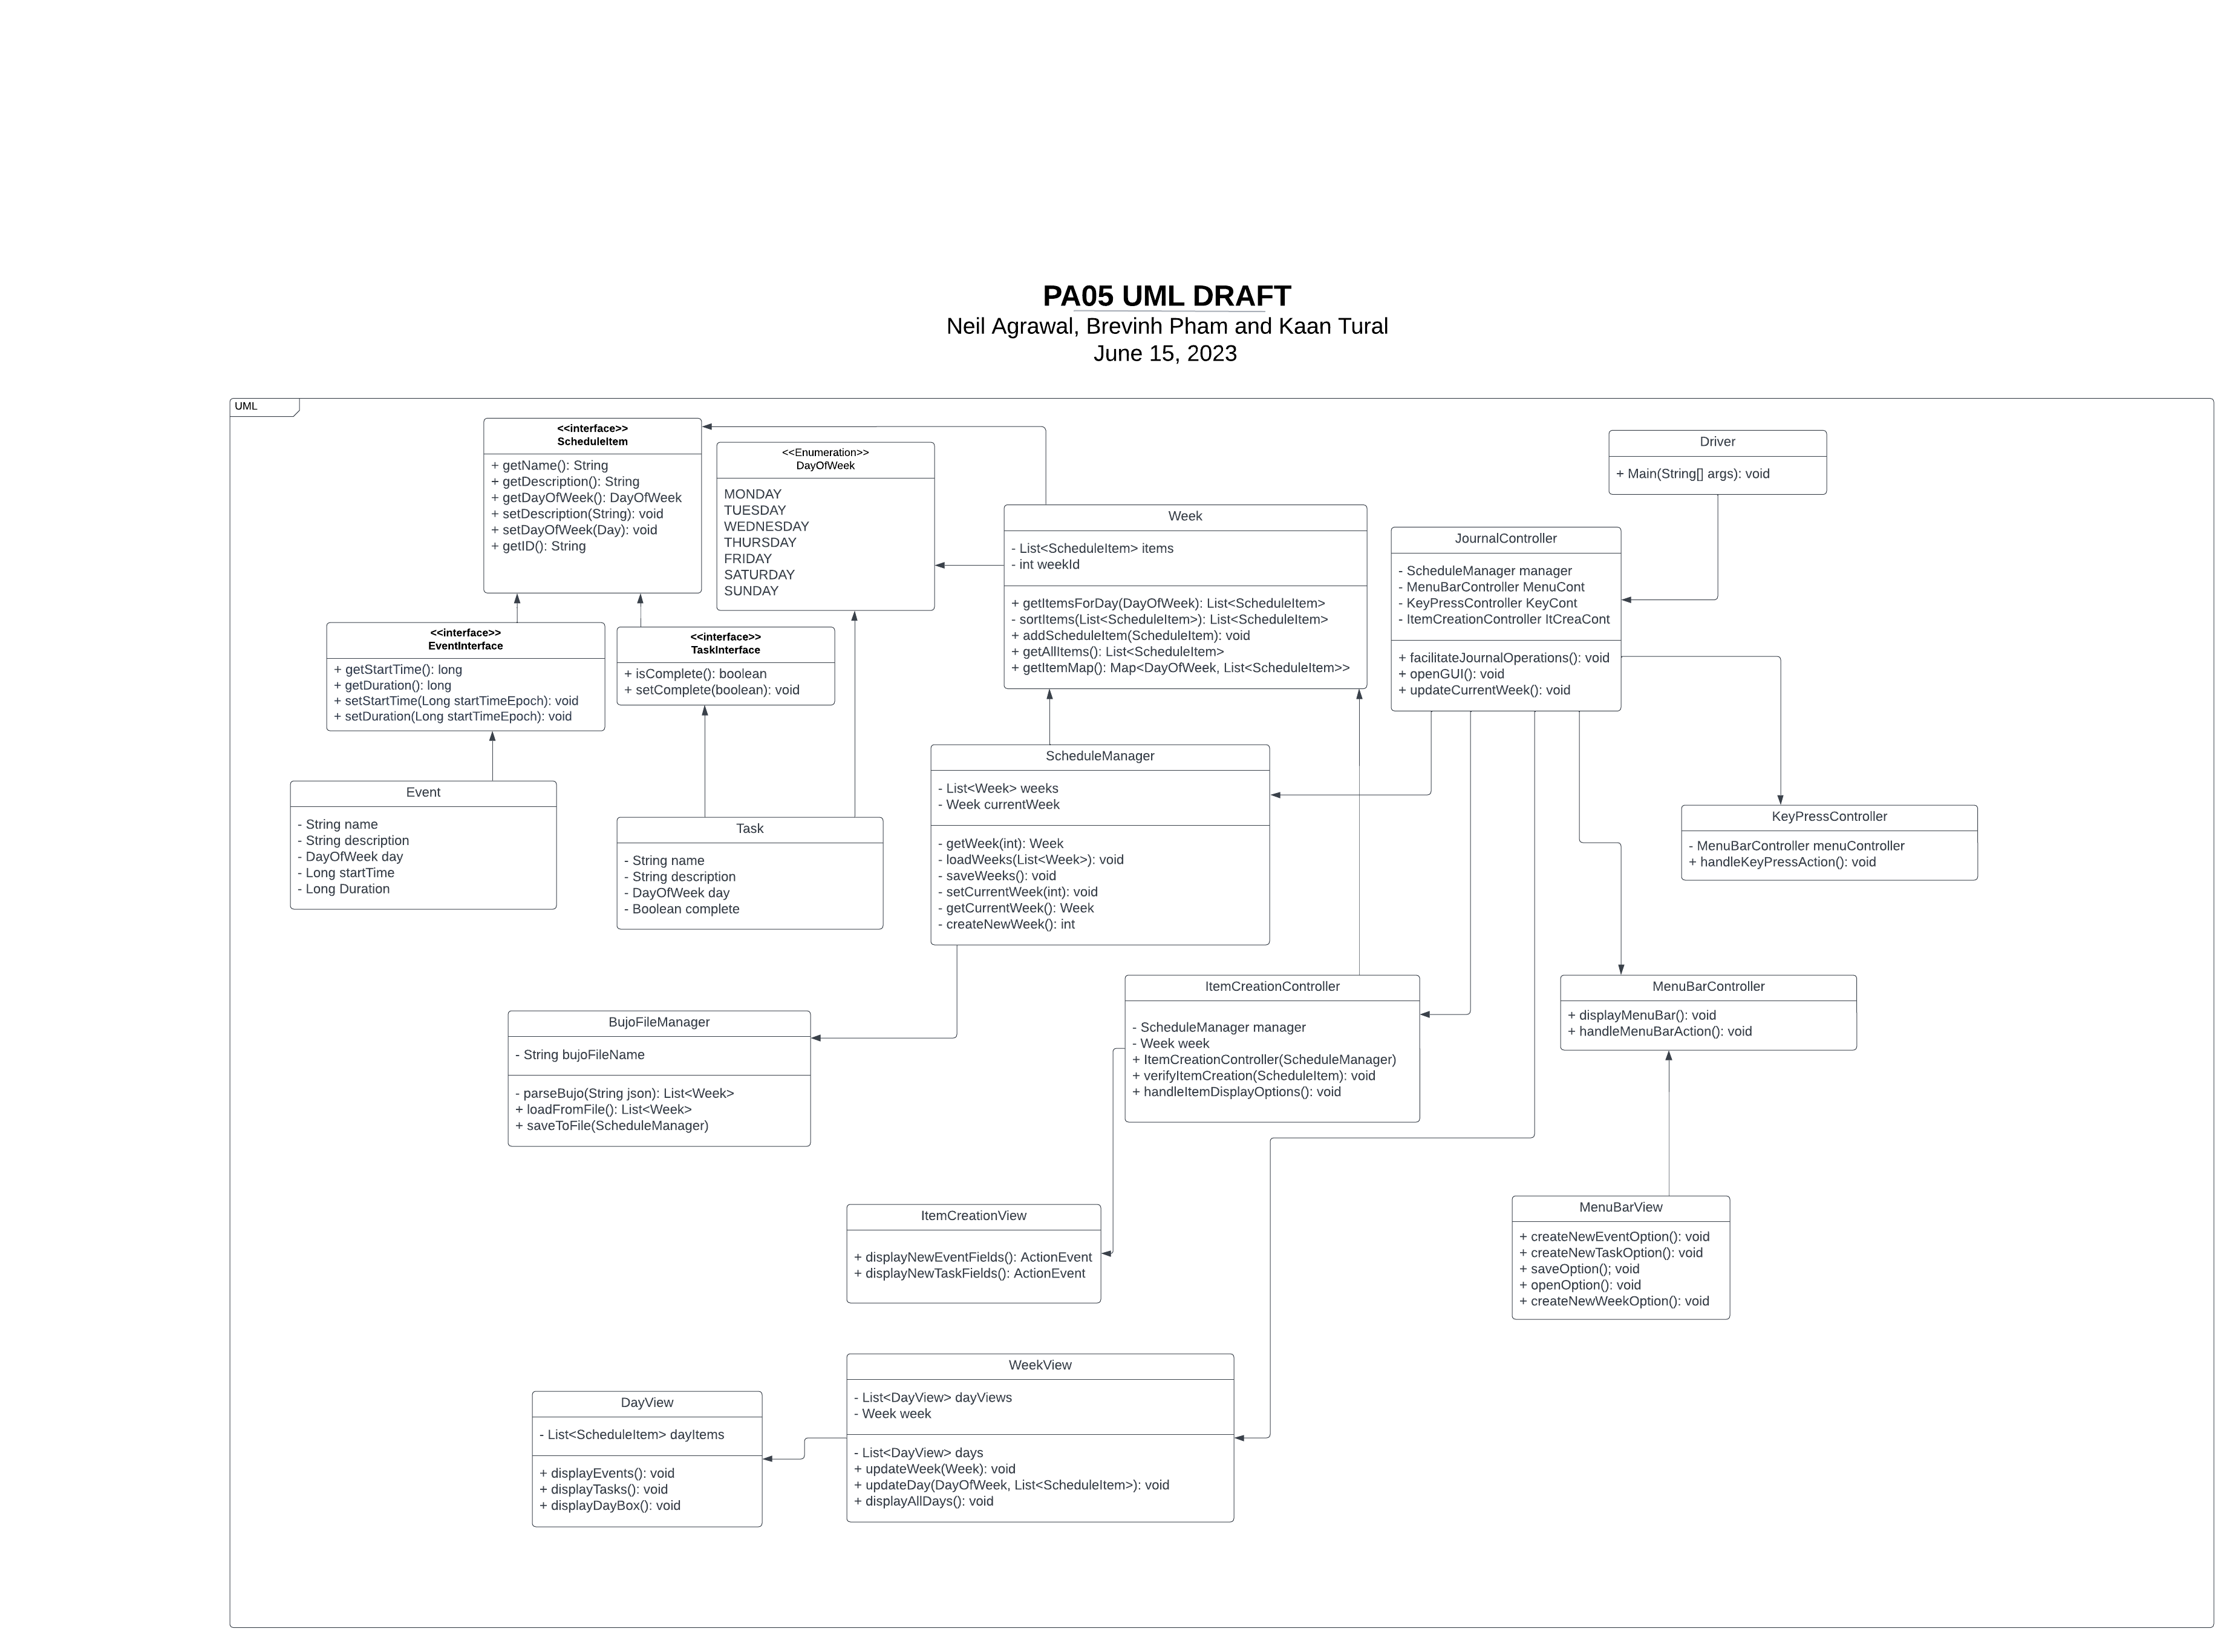 PA05 UML DRAFT
Neil Agrawal, Brevinh Pham and Kaan Tural
June 15, 2023
UML
<<interface>>
ScheduleItem
+ getName(): String
+ getDescription(): String
+ getDayOfWeek(): DayOfWeek
+ setDescription(String): void
+ setDayOfWeek(Day): void
+ getID(): String
<<Enumeration>>
DayOfWeek
MONDAY
TUESDAY
WEDNESDAY
THURSDAY
FRIDAY
SATURDAY
SUNDAY
Week
- List<ScheduleItem> items
- int weekId
+ getItemsForDay(DayOfWeek): List<ScheduleItem>
- sortItems(List<ScheduleItem>): List<ScheduleItem>
+ addScheduleItem(ScheduleItem): void
+ getAllItems(): List<ScheduleItem>
+ getItemMap(): Map<DayOfWeek, List<ScheduleItem>>
Driver
+ Main(String[] args): void
JournalController
- ScheduleManager manager
- MenuBarController MenuCont
- KeyPressController KeyCont
- ItemCreationController ItCreaCont
+ facilitateJournalOperations(): void
+ openGUI(): void
+ updateCurrentWeek(): void
<<interface>>
EventInterface
+ getStartTime(): long
+ getDuration(): long
+ setStartTime(Long startTimeEpoch): void
+ setDuration(Long startTimeEpoch): void
<<interface>>
TaskInterface
+ isComplete(): boolean
+ setComplete(boolean): void
Event
- String name
- String description
- DayOfWeek day
- Long startTime
- Long Duration
Task
- String name
- String description
- DayOfWeek day
- Boolean complete
ScheduleManager
- List<Week> weeks
- Week currentWeek
- getWeek(int): Week
- loadWeeks(List<Week>): void
- saveWeeks(): void
- setCurrentWeek(int): void
- getCurrentWeek(): Week
- createNewWeek(): int
KeyPressController
- MenuBarController menuController
+ handleKeyPressAction(): void
BujoFileManager
- String bujoFileName
- parseBujo(String json): List<Week>
+ loadFromFile(): List<Week>
+ saveToFile(ScheduleManager)
ItemCreationController
- ScheduleManager manager
- Week week
+ ItemCreationController(ScheduleManager)
+ verifyItemCreation(ScheduleItem): void
+ handleItemDisplayOptions(): void
MenuBarController
+ displayMenuBar(): void
+ handleMenuBarAction(): void
ItemCreationView
+ displayNewEventFields(): ActionEvent
+ displayNewTaskFields(): ActionEvent
MenuBarView
+ createNewEventOption(): void
+ createNewTaskOption(): void
+ saveOption(); void
+ openOption(): void
+ createNewWeekOption(): void
DayView
- List<ScheduleItem> dayItems
+ displayEvents(): void
+ displayTasks(): void
+ displayDayBox(): void
WeekView
- List<DayView> dayViews
- Week week
- List<DayView> days
+ updateWeek(Week): void
+ updateDay(DayOfWeek, List<ScheduleItem>): void
+ displayAllDays(): void